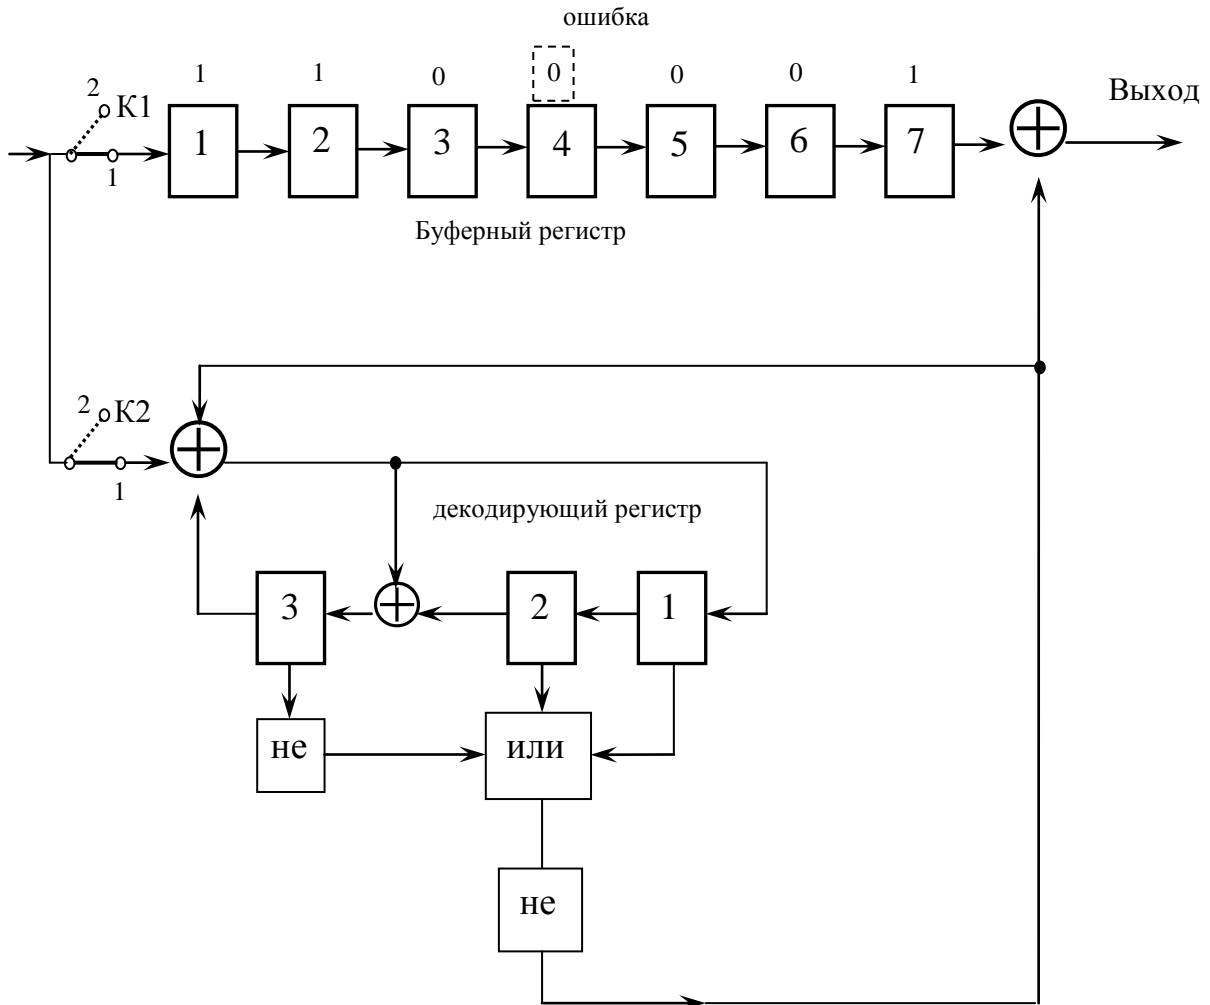 ошибка
1 1 0 0 0 0 1
2 К1
Выход
1 2 3 4 5 6 7
1
Буферный регистр
2 К2
1
декодирующий регистр
3 2 1
не
или
не